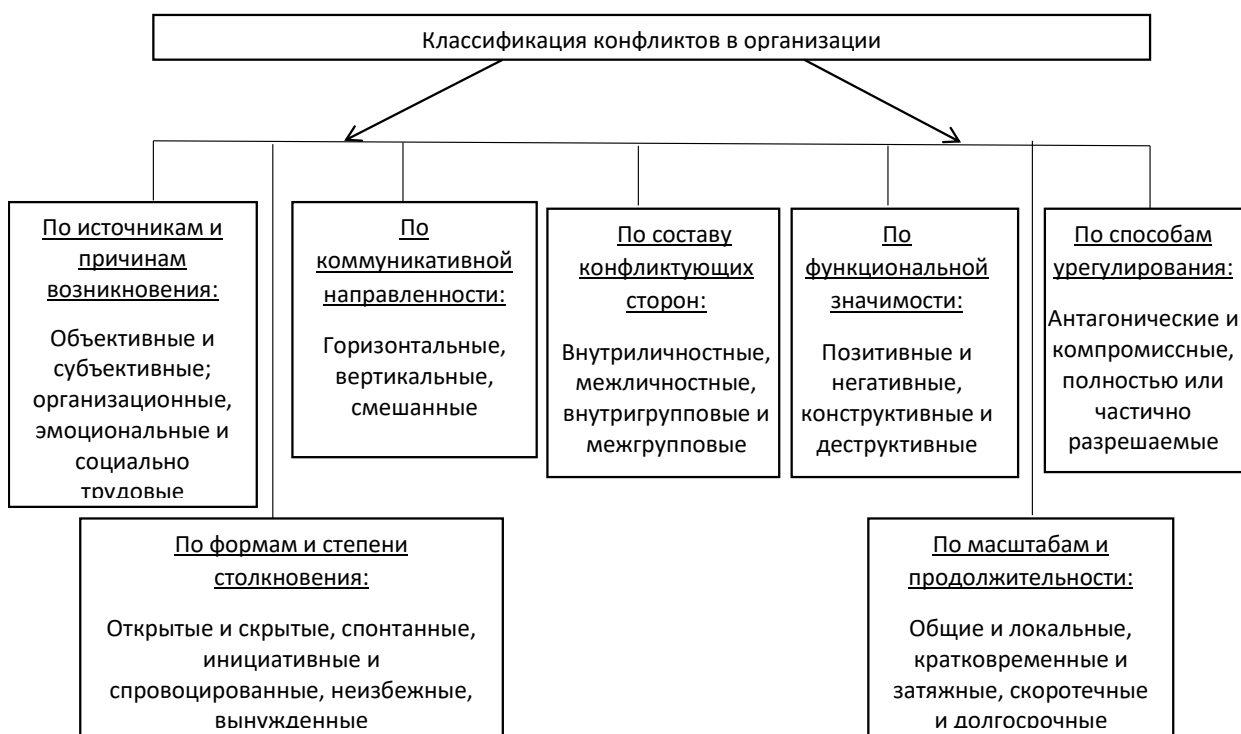 Классификация конфликтов в организации
По источникам и
причинам
возникновения:
Объективные и
субъективные;
организационные,
эмоциональные и
социально
трудовые
По
коммуникативной
направленности:
Горизонтальные,
вертикальные,
смешанные
По составу
конфликтующих
сторон:
Внутриличностные,
межличностные,
внутригрупповые и
межгрупповые
По
функциональной
значимости:
Позитивные и
негативные,
конструктивные и
деструктивные
По способам
урегулирования:
Антагонические и
компромиссные,
полностью или
частично
разрешаемые
По формам и степени
столкновения:
Открытые и скрытые, спонтанные,
инициативные и
спровоцированные, неизбежные,
вынужденные
По масштабам и
продолжительности:
Общие и локальные,
кратковременные и
затяжные, скоротечные
и долгосрочные